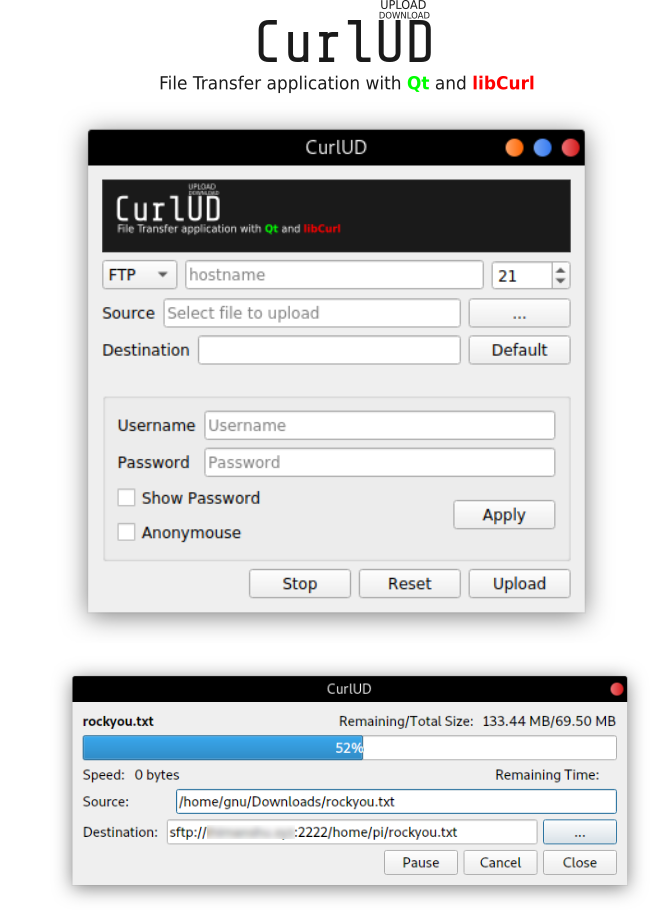 UPLOAD
DOWNLOAD
CurlUD
File Transfer application with Qt and libCurl
CurlUD
UPLOAD
DOWNLOAD
CurlUD
File Transfer application with Qt and libCurl
FTP hostname 21
Source Select file to upload ...
Destination Default
Username Username
Password Password
Show Password
Anonymouse
Apply
Stop Reset Upload
CurlUD
rockyou.txt Remaining/Total Size: 133.44 MB/69.50 MB
52%
Speed: 0 bytes Remaining Time:
Source: /home/gnu/Downloads/rockyou.txt
Destination: sftp:// :2222/home/pi/rockyou.txt ...
Pause Cancel Close